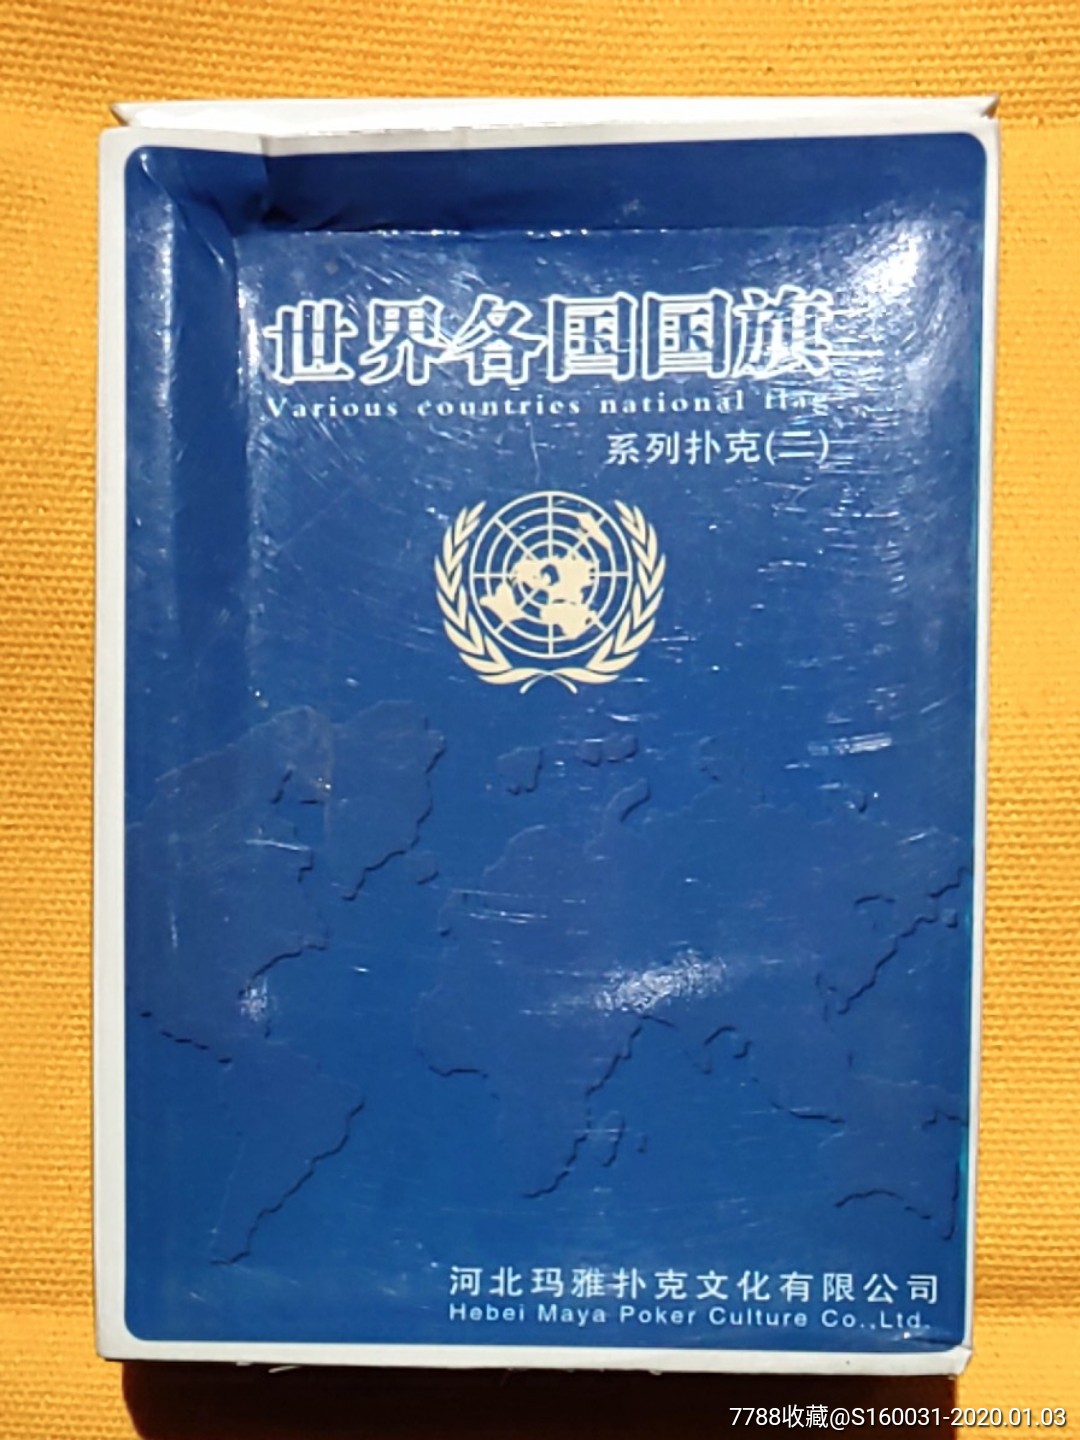 世界各国国旗
Various countries national flag
系列扑克(二)
河北玛雅扑克文化有限公司
Hebei Maya Poker Culture Co.,Ltd.
7788收藏@S160031-2020.01.03